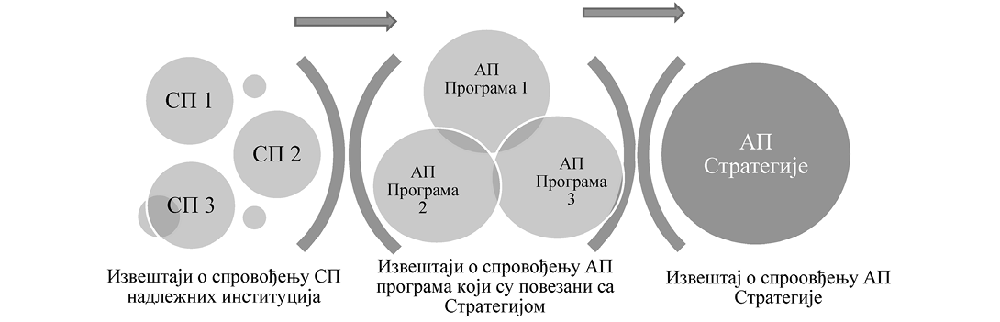 СП 1
СП 2
СП 3
Извештаји о спровођењу СП
надлежних институција
АП
Програма 1
АП
Програма
2
АП
Програма
3
Извештаји о спровођењу АП
програма који су повезани са
Стратегијом
АП
Стратегије
Извештај о спроовђењу АП
Стратегије